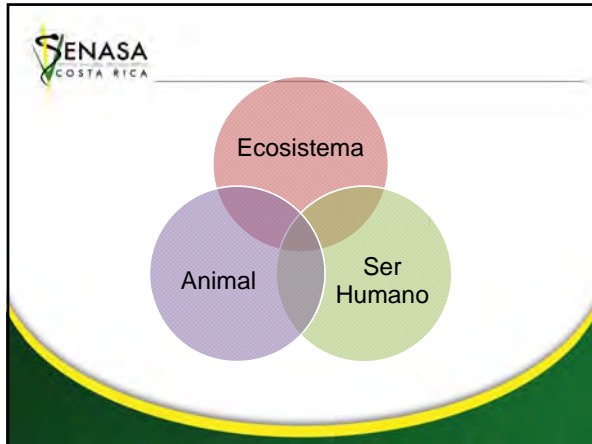 SENASA
COSTA RICA
Ecosistema
Animal
Ser
Humano